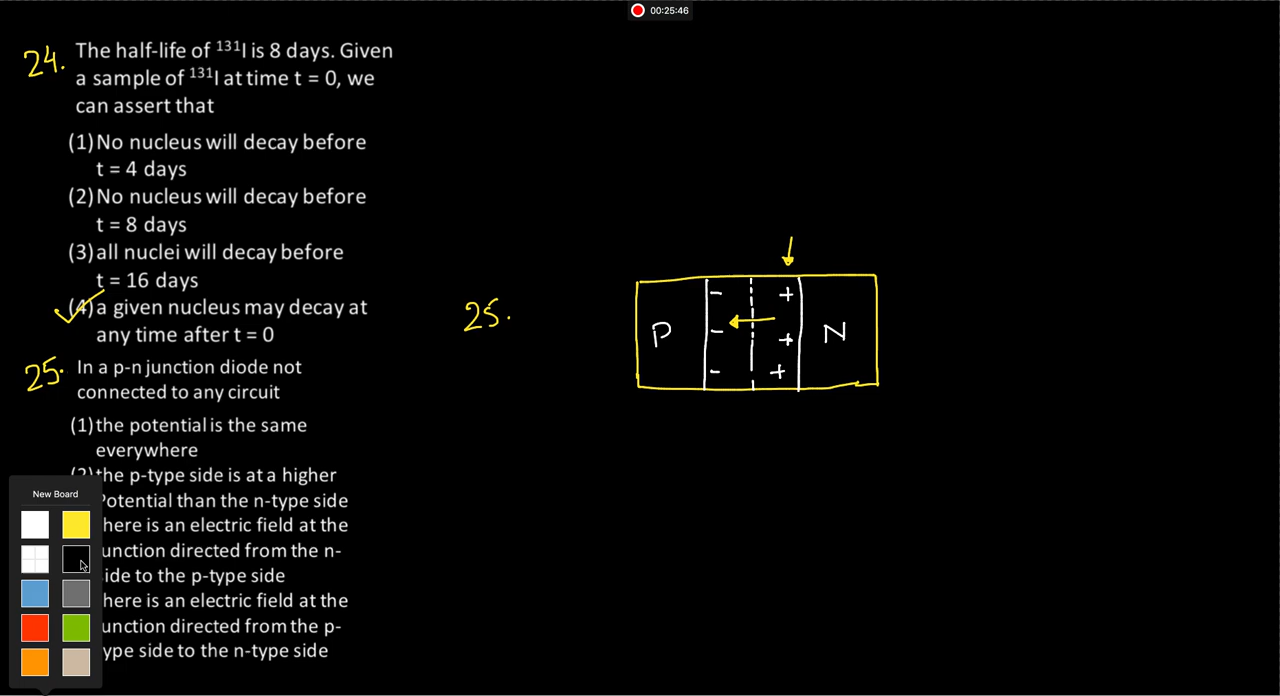 00:25:46
24.
The half-life of ¹³¹I is 8 days. Given
a sample of ¹³¹I at time t = 0, we
can assert that
(1) No nucleus will decay before
t = 4 days
(2) No nucleus will decay before
t = 8 days
(3) all nuclei will decay before
t = 16 days
(4) a given nucleus may decay at
any time after t = 0
25.
In a p-n junction diode not
connected to any circuit
(1) the potential is the same
everywhere
(2) the p-type side is at a higher
Potential than the n-type side
here is an electric field at the
unction directed from the n-
ide to the p-type side
here is an electric field at the
unction directed from the p-
ype side to the n-type side
New Board
25.
P
- +
- +
- +
N